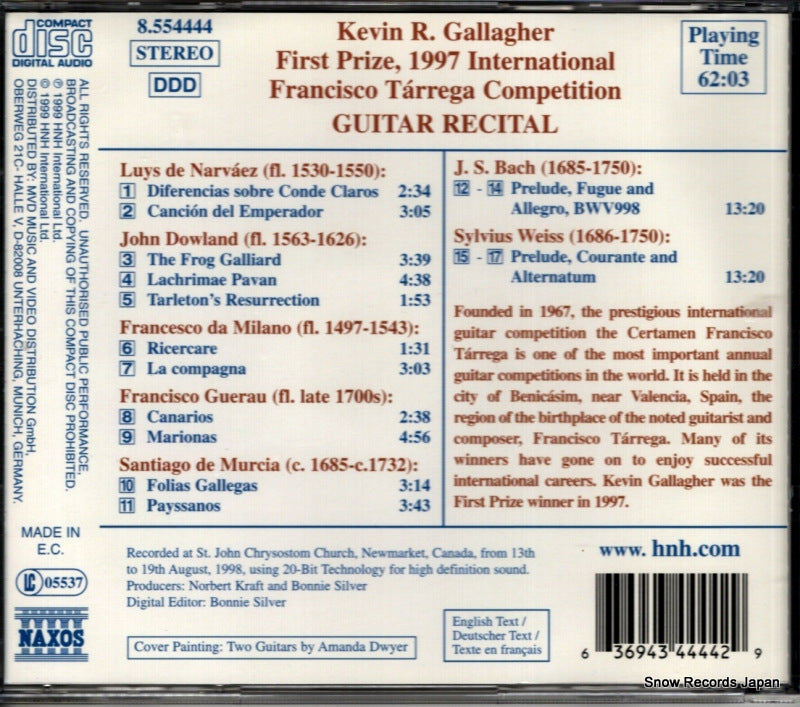 COMPACT
disc
DIGITAL AUDIO
8.554444
STEREO
DDD
Kevin R. Gallagher
First Prize, 1997 International
Francisco Tárrega Competition
GUITAR RECITAL
Playing
Time
62:03
ALL RIGHTS RESERVED. UNAUTHORISED PUBLIC PERFORMANCE,
BROADCASTING AND COPYING OF THIS COMPACT DISC PROHIBITED.
℗ 1999 HNH International Ltd.
© 1999 HNH International Ltd.
DISTRIBUTED BY: MVD MUSIC AND VIDEO DISTRIBUTION GmbH,
OBERWEG 21C- HALLE V, D-82008 UNTERHACHING, MUNICH, GERMANY.
Luys de Narváez (fl. 1530-1550):
1 Diferencias sobre Conde Claros 2:34
2 Canción del Emperador 3:05
John Dowland (fl. 1563-1626):
3 The Frog Galliard 3:39
4 Lachrimae Pavan 4:38
5 Tarleton's Resurrection 1:53
Francesco da Milano (fl. 1497-1543):
6 Ricercare 1:31
7 La compagna 3:03
Francisco Guerau (fl. late 1700s):
8 Canarios 2:38
9 Marionas 4:56
Santiago de Murcia (c. 1685-c.1732):
10 Folias Gallegas 3:14
11 Payssanos 3:43
J. S. Bach (1685-1750):
12 - 14 Prelude, Fugue and
Allegro, BWV998 13:20
Sylvius Weiss (1686-1750):
15 - 17 Prelude, Courante and
Alternatum 13:20
Founded in 1967, the prestigious international
guitar competition the Certamen Francisco
Tárrega is one of the most important annual
guitar competitions in the world. It is held in the
city of Benicásim, near Valencia, Spain, the
region of the birthplace of the noted guitarist and
composer, Francisco Tárrega. Many of its
winners have gone on to enjoy successful
international careers. Kevin Gallagher was the
First Prize winner in 1997.
MADE IN
E.C.
LC 05537
NAXOS
Recorded at St. John Chrysostom Church, Newmarket, Canada, from 13th
to 19th August, 1998, using 20-Bit Technology for high definition sound.
Producers: Norbert Kraft and Bonnie Silver
Digital Editor: Bonnie Silver
Cover Painting: Two Guitars by Amanda Dwyer
English Text /
Deutscher Text /
Texte en français
www. hnh.com
6 36943 44442 9
Snow Records Japan